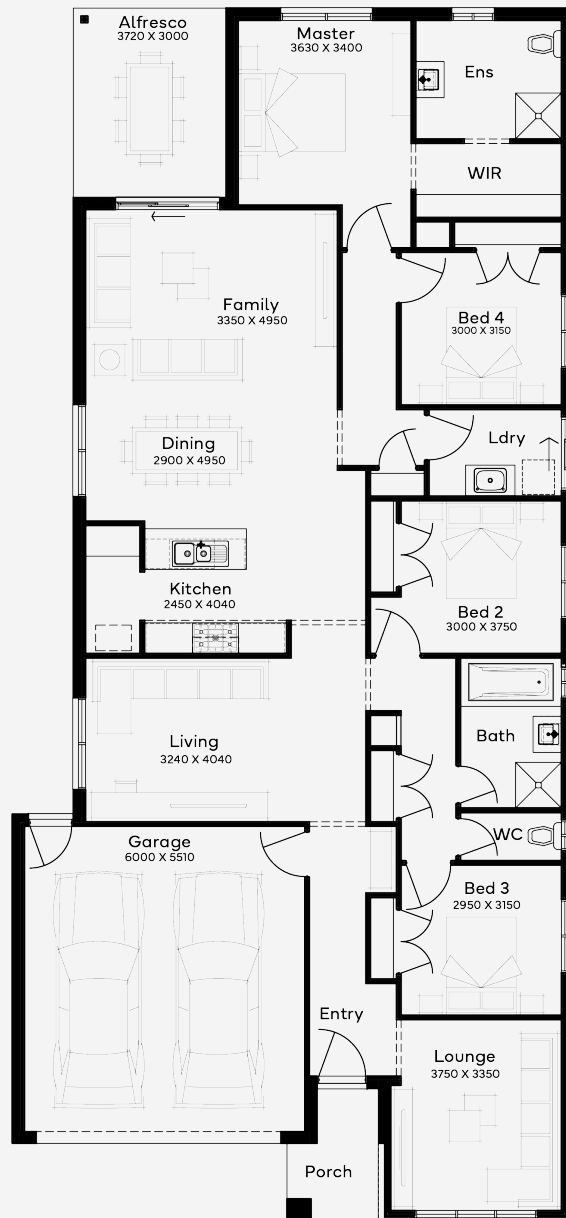 Alfresco
3720 X 3000
Master
3630 X 3400
Ens
WIR
Family
3350 X 4950
Bed 4
3000 X 3150
Dining
2900 X 4950
Ldry
Kitchen
2450 X 4040
Bed 2
3000 X 3750
Living
3240 X 4040
Bath
Garage
6000 X 5510
WC
Bed 3
2950 X 3150
Entry
Lounge
3750 X 3350
Porch